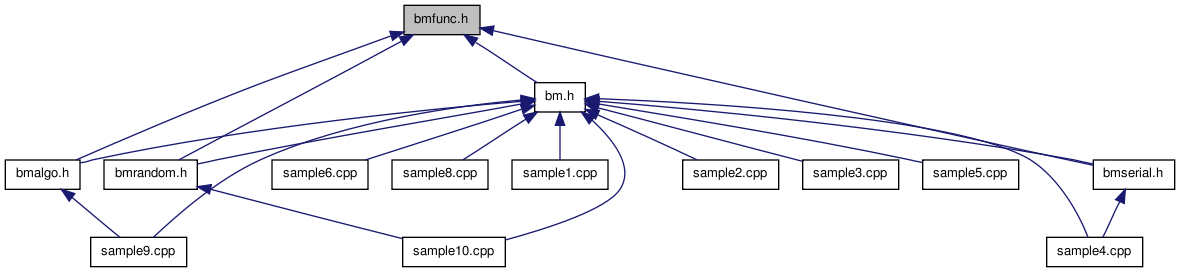 bmfunc.h
bm.h
bmalgo.h
bmrandom.h
sample6.cpp
sample8.cpp
sample1.cpp
sample2.cpp
sample3.cpp
sample5.cpp
bmserial.h
sample9.cpp
sample10.cpp
sample4.cpp